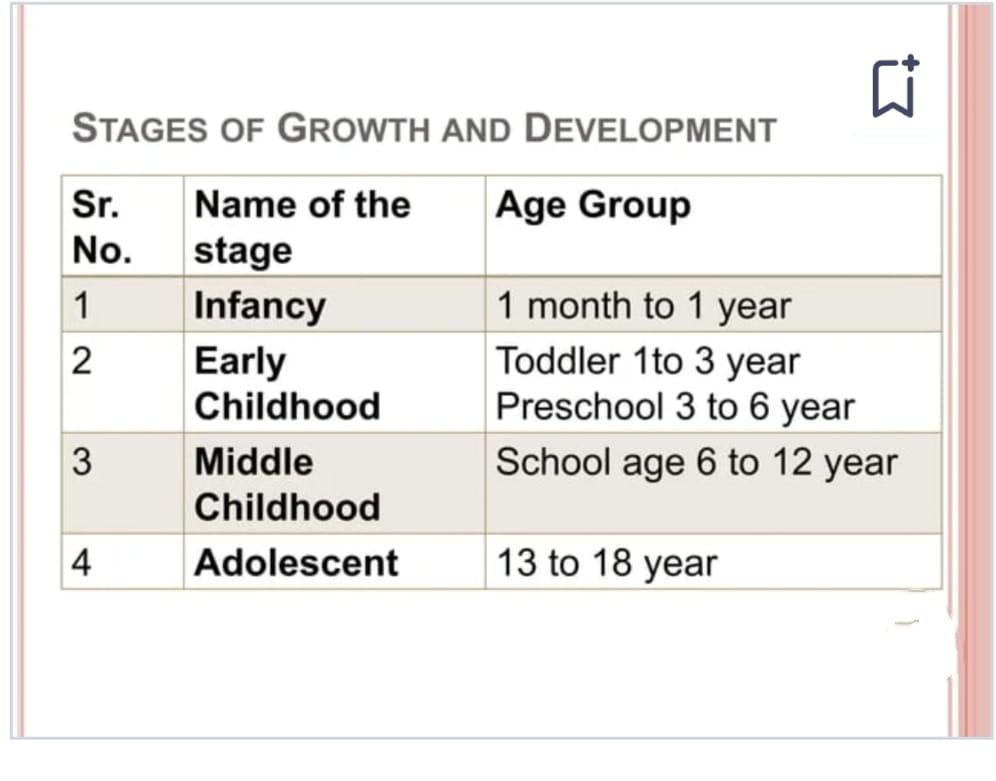 STAGES OF GROWTH AND DEVELOPMENT
Sr. No.
Name of the stage
Age Group
1
Infancy
1 month to 1 year
2
Early Childhood
Toddler 1to 3 year
Preschool 3 to 6 year
3
Middle Childhood
School age 6 to 12 year
4
Adolescent
13 to 18 year